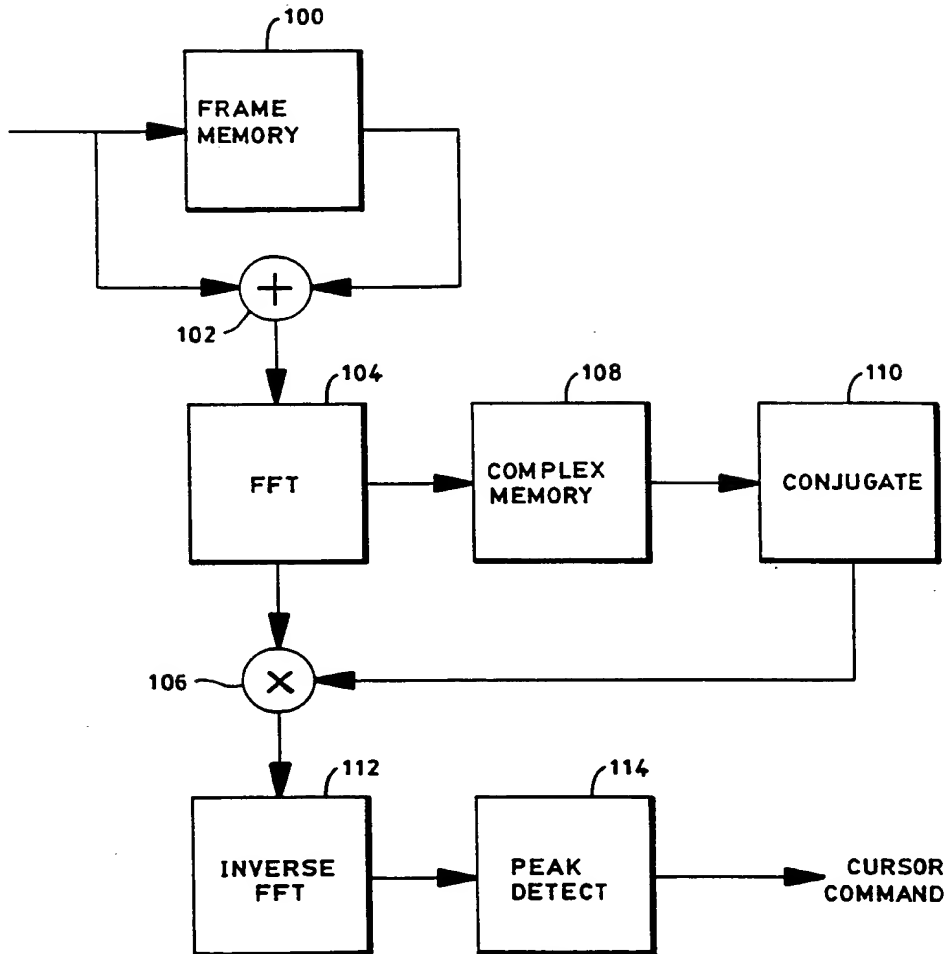 100
FRAME
MEMORY
+
102
104
108
110
FFT
COMPLEX
MEMORY
CONJUGATE
106
×
112
114
INVERSE
FFT
PEAK
DETECT
CURSOR
COMMAND